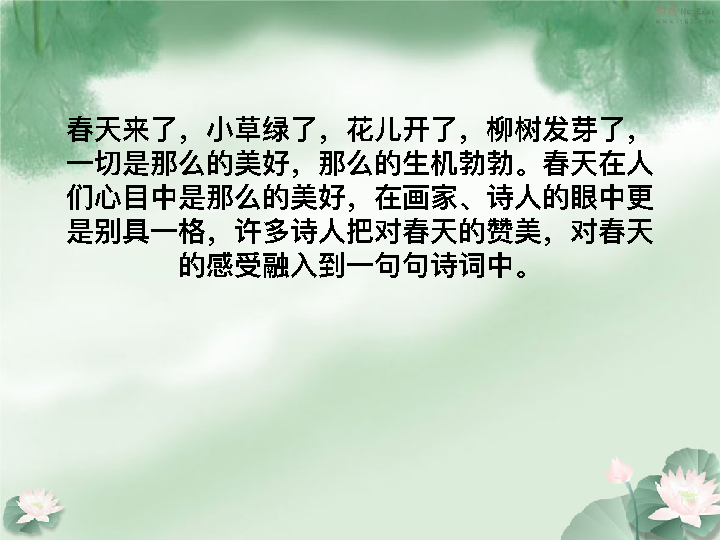 春天来了，小草绿了，花儿开了，柳树发芽了，
一切是那么的美好，那么的生机勃勃。春天在人
们心目中是那么的美好，在画家、诗人的眼中更
是别具一格，许多诗人把对春天的赞美，对春天
的感受融入到一句句诗词中。